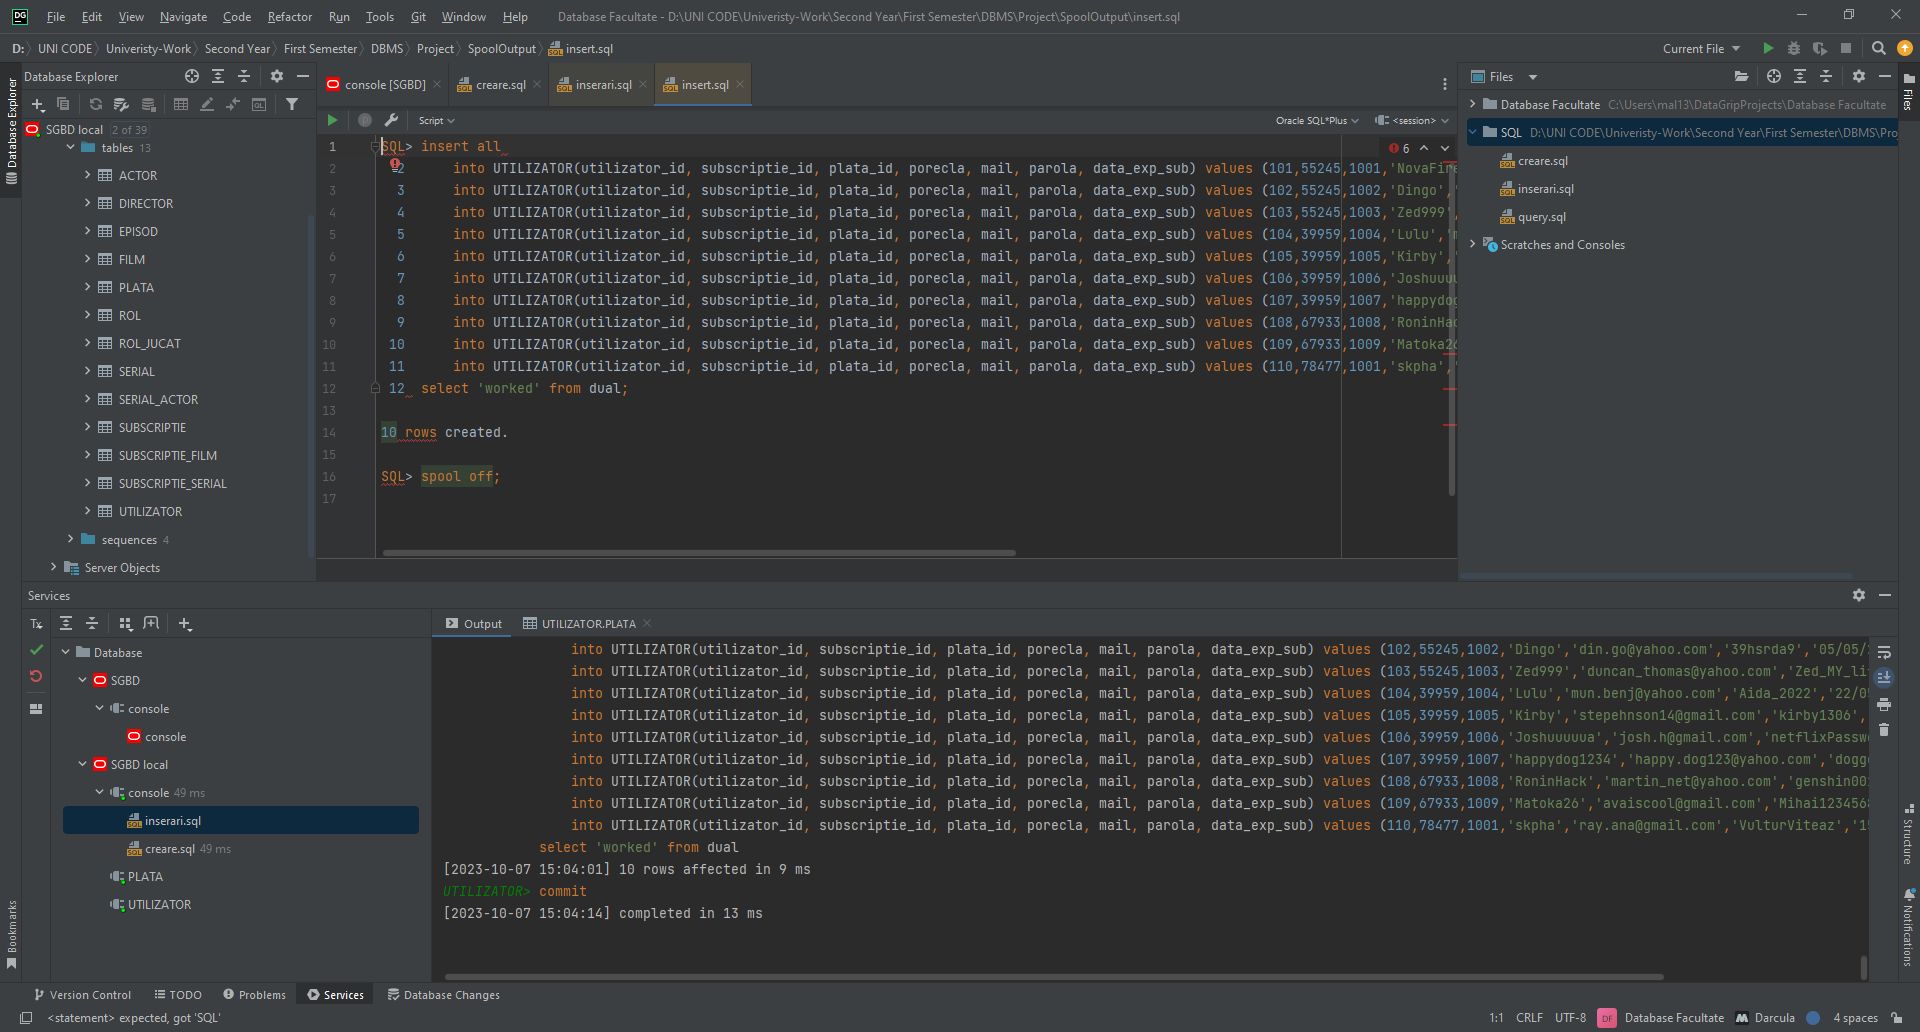 DG File Edit View Navigate Code Refactor Run Tools Git Window Help Database Facultate - D:\UNI CODE\Univeristy-Work\Second Year\First Semester\DBMS\Project\SpoolOutput\insert.sql
D: UNI CODE Univeristy-Work Second Year First Semester DBMS Project SpoolOutput insert.sql Current File
Database Explorer
Database Explorer
SGBD local 2 of 39
tables 13
ACTOR
DIRECTOR
EPISOD
FILM
PLATA
ROL
ROL_JUCAT
SERIAL
SERIAL_ACTOR
SUBSCRIPTIE
SUBSCRIPTIE_FILM
SUBSCRIPTIE_SERIAL
UTILIZATOR
sequences 4
Server Objects
console [SGBD] creare.sql inserari.sql insert.sql
Script Oracle SQL*Plus <session>
6
1 SQL> insert all
2 2 into UTILIZATOR(utilizator_id, subscriptie_id, plata_id, porecla, mail, parola, data_exp_sub) values (101,55245,1001,'NovaFire
3 3 into UTILIZATOR(utilizator_id, subscriptie_id, plata_id, porecla, mail, parola, data_exp_sub) values (102,55245,1002,'Dingo','
4 4 into UTILIZATOR(utilizator_id, subscriptie_id, plata_id, porecla, mail, parola, data_exp_sub) values (103,55245,1003,'Zed999',
5 5 into UTILIZATOR(utilizator_id, subscriptie_id, plata_id, porecla, mail, parola, data_exp_sub) values (104,39959,1004,'Lulu','m
6 6 into UTILIZATOR(utilizator_id, subscriptie_id, plata_id, porecla, mail, parola, data_exp_sub) values (105,39959,1005,'Kirby','
7 7 into UTILIZATOR(utilizator_id, subscriptie_id, plata_id, porecla, mail, parola, data_exp_sub) values (106,39959,1006,'Joshuuuu
8 8 into UTILIZATOR(utilizator_id, subscriptie_id, plata_id, porecla, mail, parola, data_exp_sub) values (107,39959,1007,'happydog
9 9 into UTILIZATOR(utilizator_id, subscriptie_id, plata_id, porecla, mail, parola, data_exp_sub) values (108,67933,1008,'RoninHac
10 10 into UTILIZATOR(utilizator_id, subscriptie_id, plata_id, porecla, mail, parola, data_exp_sub) values (109,67933,1009,'Matoka26
11 11 into UTILIZATOR(utilizator_id, subscriptie_id, plata_id, porecla, mail, parola, data_exp_sub) values (110,78477,1001,'skpha','
12 12 select 'worked' from dual;
13
14 10 rows created.
15
16 SQL> spool off;
17
Files
Files
Database Facultate C:\Users\mal13\DataGripProjects\Database Facultate
SQL D:\UNI CODE\Univeristy-Work\Second Year\First Semester\DBMS\Pro
creare.sql
inserari.sql
query.sql
Scratches and Consoles
Services
Tx
Database
SGBD
console
console
SGBD local
console 49 ms
inserari.sql
creare.sql 49 ms
PLATA
UTILIZATOR
Output UTILIZATOR.PLATA
into UTILIZATOR(utilizator_id, subscriptie_id, plata_id, porecla, mail, parola, data_exp_sub) values (102,55245,1002,'Dingo','din.go@yahoo.com','39hsrda9','05/05/
into UTILIZATOR(utilizator_id, subscriptie_id, plata_id, porecla, mail, parola, data_exp_sub) values (103,55245,1003,'Zed999','duncan_thomas@yahoo.com','Zed_MY_li
into UTILIZATOR(utilizator_id, subscriptie_id, plata_id, porecla, mail, parola, data_exp_sub) values (104,39959,1004,'Lulu','mun.benj@yahoo.com','Aida_2022','22/05
into UTILIZATOR(utilizator_id, subscriptie_id, plata_id, porecla, mail, parola, data_exp_sub) values (105,39959,1005,'Kirby','stepehnson14@gmail.com','kirby1306',
into UTILIZATOR(utilizator_id, subscriptie_id, plata_id, porecla, mail, parola, data_exp_sub) values (106,39959,1006,'Joshuuuuua','josh.h@gmail.com','netflixPassw
into UTILIZATOR(utilizator_id, subscriptie_id, plata_id, porecla, mail, parola, data_exp_sub) values (107,39959,1007,'happydog1234','happy.dog123@yahoo.com','dogg
into UTILIZATOR(utilizator_id, subscriptie_id, plata_id, porecla, mail, parola, data_exp_sub) values (108,67933,1008,'RoninHack','martin_net@yahoo.com','genshin00
into UTILIZATOR(utilizator_id, subscriptie_id, plata_id, porecla, mail, parola, data_exp_sub) values (109,67933,1009,'Matoka26','avaiscool@gmail.com','Mihai1234568
into UTILIZATOR(utilizator_id, subscriptie_id, plata_id, porecla, mail, parola, data_exp_sub) values (110,78477,1001,'skpha','ray.ana@gmail.com','VulturViteaz','15
select 'worked' from dual
[2023-10-07 15:04:01] 10 rows affected in 9 ms
UTILIZATOR> commit
[2023-10-07 15:04:14] completed in 13 ms
Bookmarks
Structure
Notifications
Version Control TODO Problems Services Database Changes
<statement> expected, got 'SQL' 1:1 CRLF UTF-8 DF Database Facultate Darcula 4 spaces